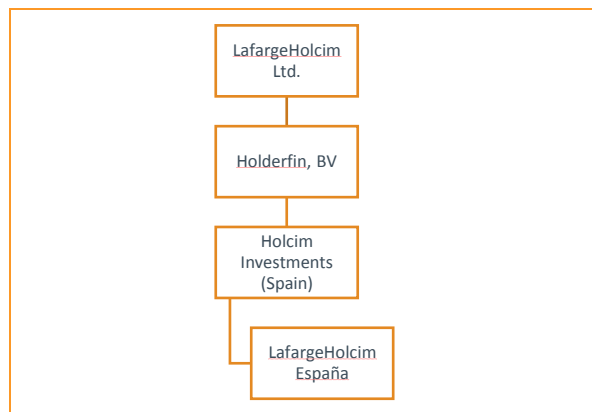 LafargeHolcim
Ltd.
Holderfin, BV
Holcim
Investments
(Spain)
LafargeHolcim
España